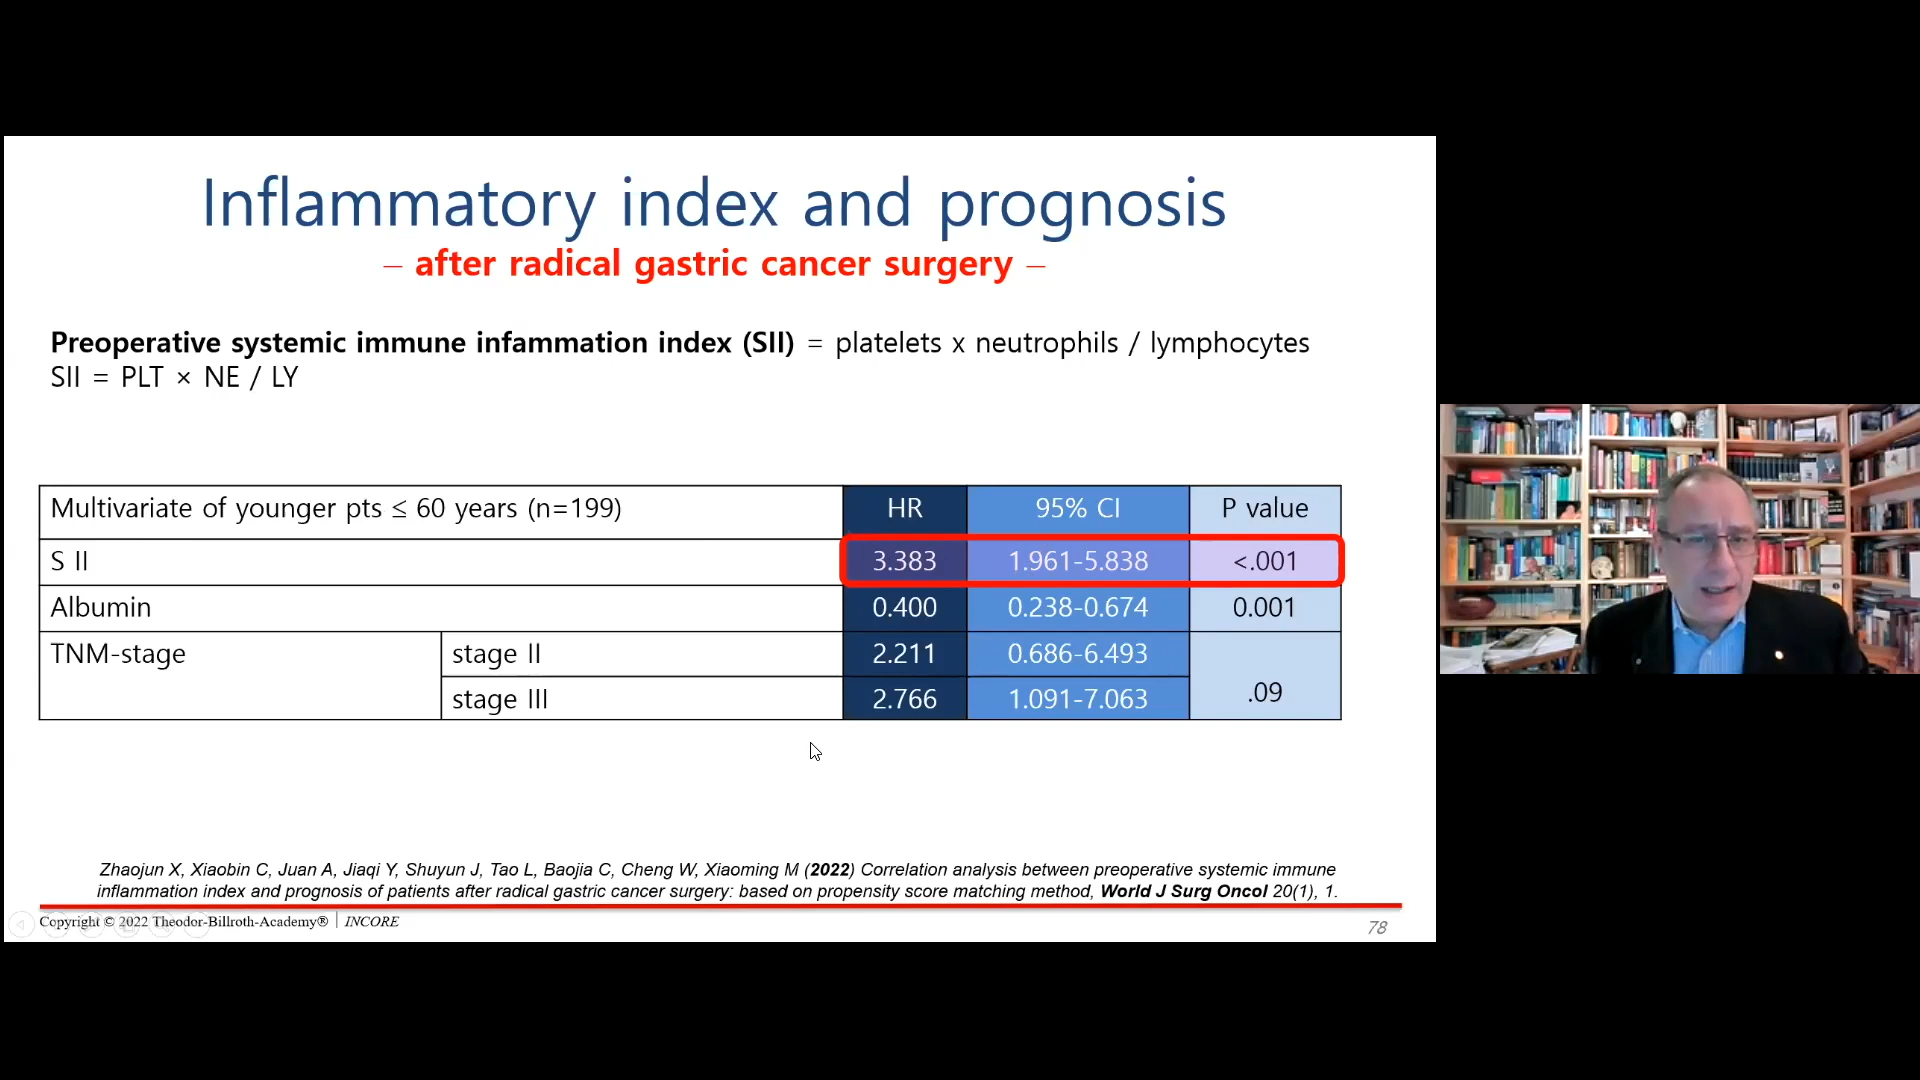 Inflammatory index and prognosis
– after radical gastric cancer surgery –
Preoperative systemic immune infammation index (SII) = platelets x neutrophils / lymphocytes
SII = PLT × NE / LY
Multivariate of younger pts ≤ 60 years (n=199) HR 95% CI P value
S II 3.383 1.961-5.838 <.001
Albumin 0.400 0.238-0.674 0.001
TNM-stage stage II 2.211 0.686-6.493
stage III 2.766 1.091-7.063 .09
Zhaojun X, Xiaobin C, Juan A, Jiaqi Y, Shuyun J, Tao L, Baojia C, Cheng W, Xiaoming M (2022) Correlation analysis between preoperative systemic immune
inflammation index and prognosis of patients after radical gastric cancer surgery: based on propensity score matching method, World J Surg Oncol 20(1), 1.
Copyright © 2022 Theodor-Billroth-Academy® | INCORE
78